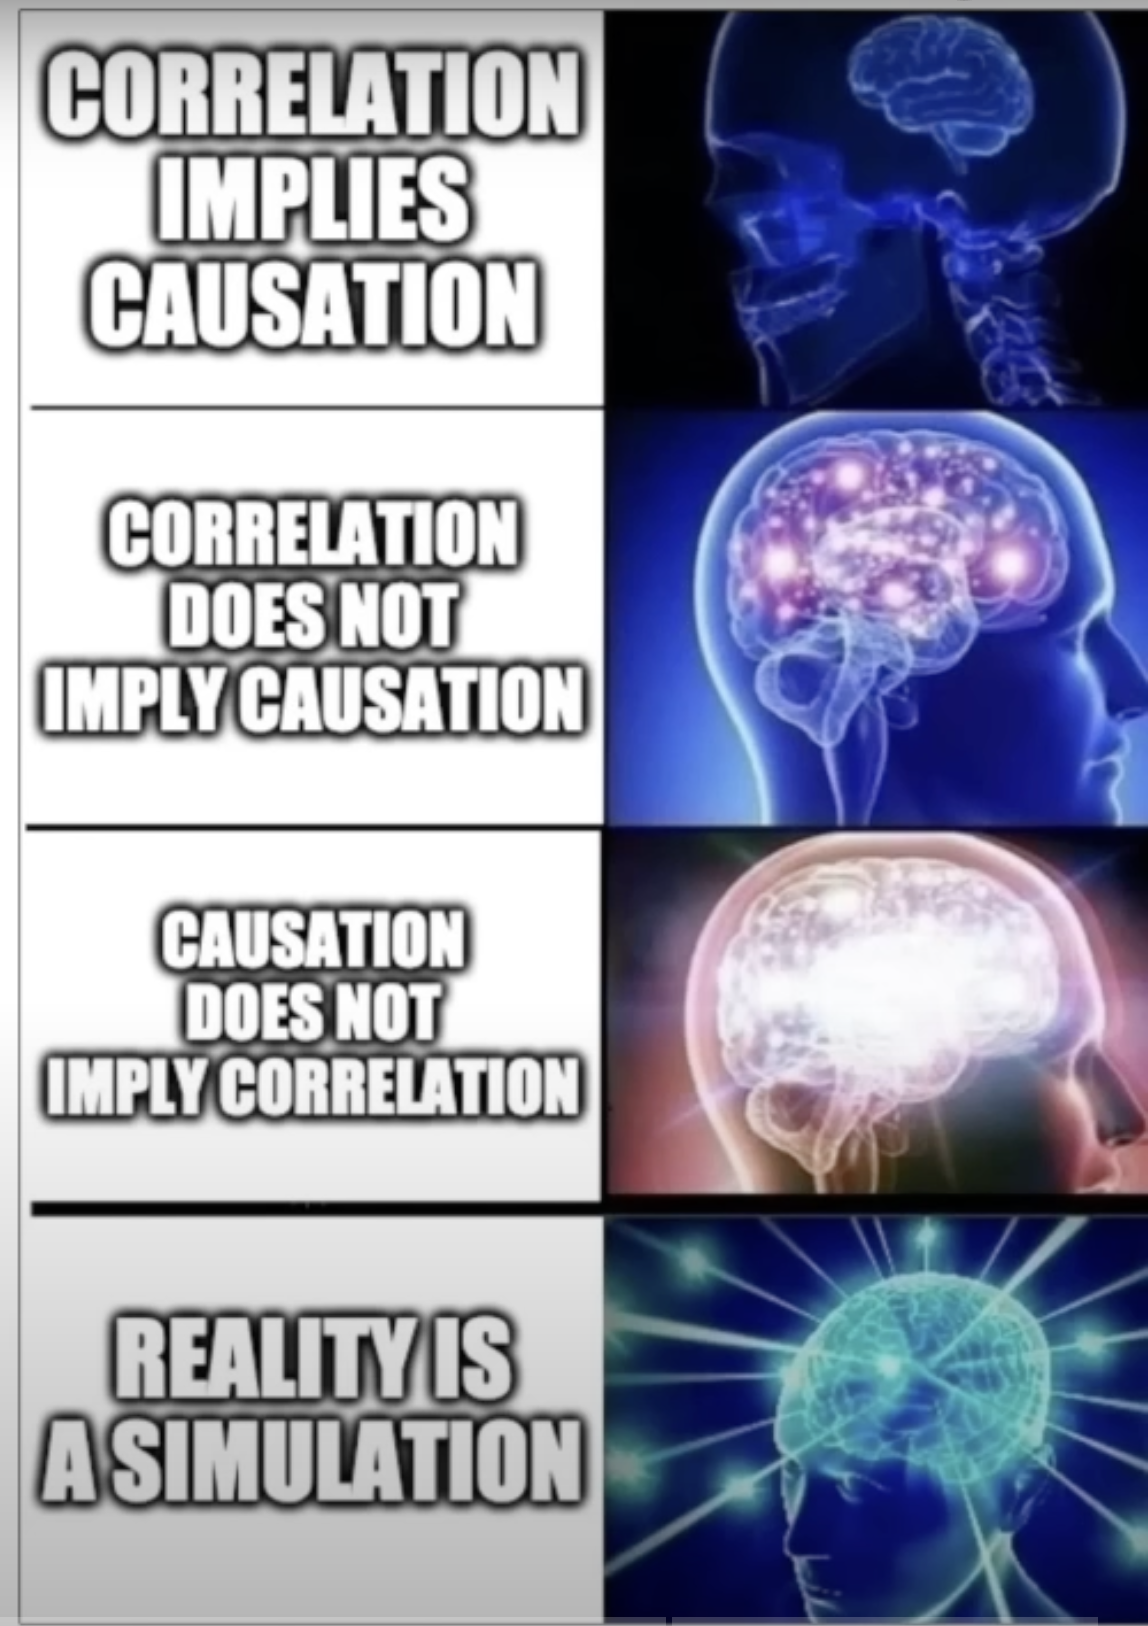 CORRELATION
IMPLIES
CAUSATION
CORRELATION
DOES NOT
IMPLY CAUSATION
CAUSATION
DOES NOT
IMPLY CORRELATION
REALITY IS
A SIMULATION